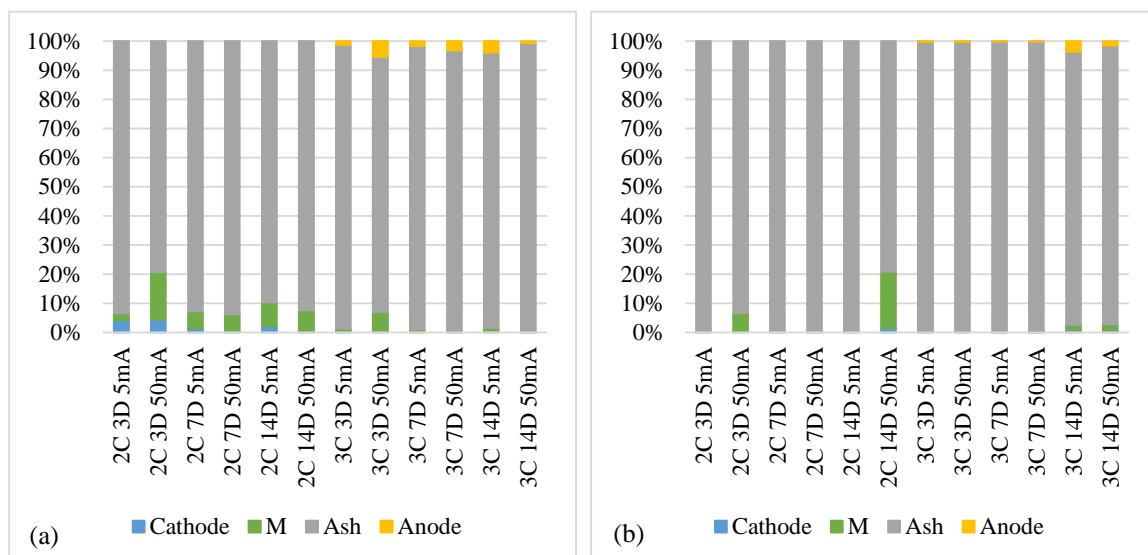 100%
90%
80%
70%
60%
50%
40%
30%
20%
10%
0%
2C 3D 5mA
2C 3D 50mA
2C 7D 5mA
2C 7D 50mA
2C 14D 5mA
2C 14D 50mA
3C 3D 5mA
3C 3D 50mA
3C 7D 5mA
3C 7D 50mA
3C 14D 5mA
3C 14D 50mA
(a)
Cathode M Ash Anode
100%
90%
80%
70%
60%
50%
40%
30%
20%
10%
0%
2C 3D 5mA
2C 3D 50mA
2C 7D 5mA
2C 7D 50mA
2C 14D 5mA
2C 14D 50mA
3C 3D 5mA
3C 3D 50mA
3C 7D 5mA
3C 7D 50mA
3C 14D 5mA
3C 14D 50mA
(b)
Cathode M Ash Anode